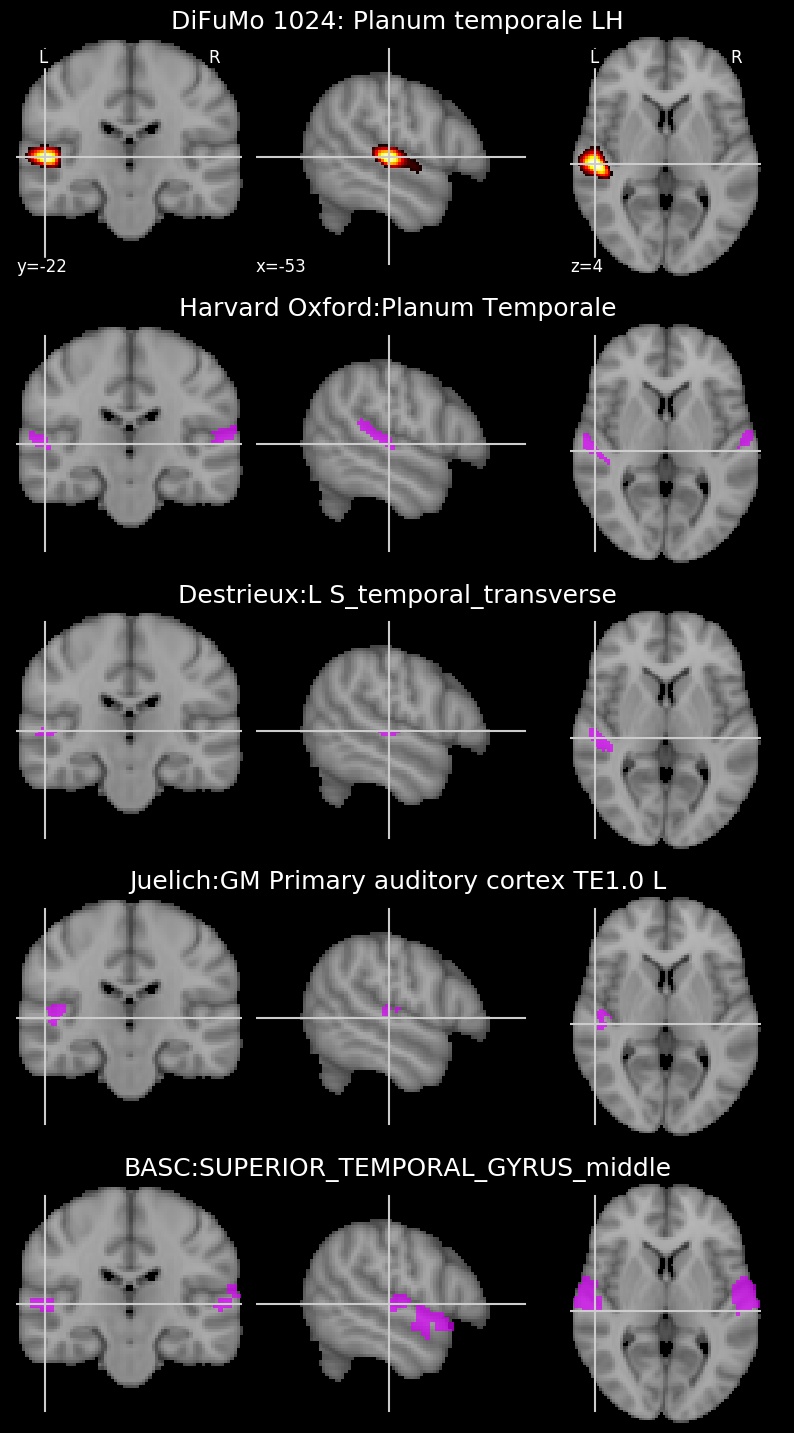 DiFuMo 1024: Planum temporale LH
L R L R
y=-22 x=-53 z=4
Harvard Oxford:Planum Temporale
Destrieux:L S_temporal_transverse
Juelich:GM Primary auditory cortex TE1.0 L
BASC:SUPERIOR_TEMPORAL_GYRUS_middle